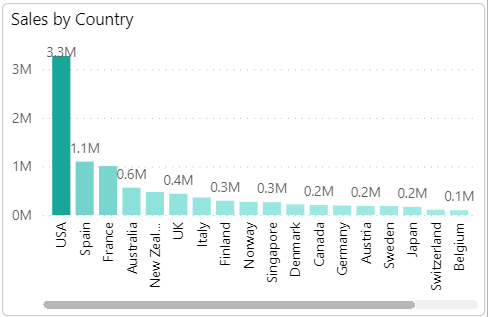 Sales by Country
3.3M
3M
2M
1.1M
1M
0.6M
0.4M
0.3M
0.3M
0.2M
0.2M
0.2M
0.1M
0M
USA
Spain
France
Australia
New Zeal...
UK
Italy
Finland
Norway
Singapore
Denmark
Canada
Germany
Austria
Sweden
Japan
Switzerland
Belgium